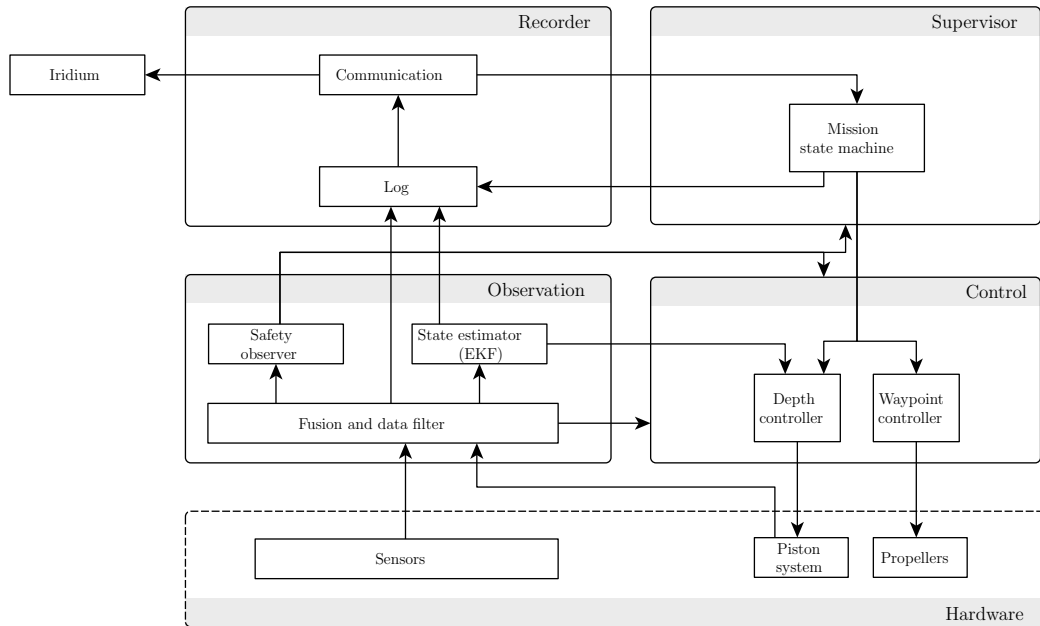 Recorder
Supervisor
Iridium
Communication
Mission
state machine
Log
Observation
Control
Safety
observer
State estimator
(EKF)
Depth
controller
Waypoint
controller
Fusion and data filter
Sensors
Piston
system
Propellers
Hardware